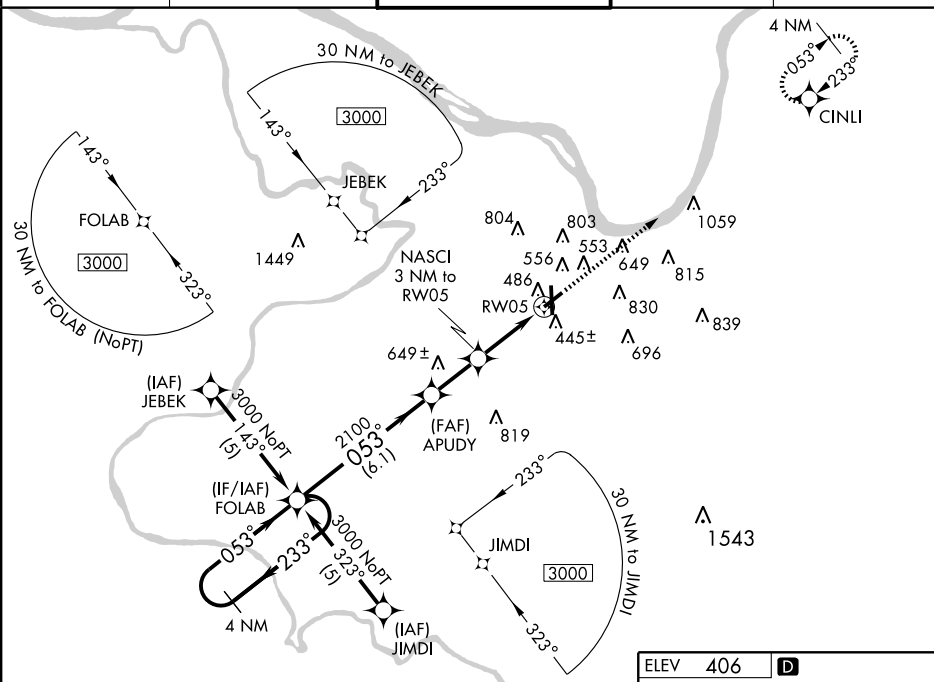 4 NM
053°
233°
CINLI
30 NM to JEBEK
3000
143°
233°
JEBEK
143°
FOLAB
3000
323°
30 NM to FOLAB (NoPT)
1449
804
803
1059
NASCI
3 NM to
RW05
556
553
649
815
486
RW05
830
445±
839
696
649±
(IAF)
JEBEK
3000 NoPT
143°
(5)
2100
053°
(6.1)
(FAF)
APUDY
819
(IF/IAF)
FOLAB
053°
233°
4 NM
3000 NoPT
323°
(5)
(IAF)
JIMDI
233°
30 NM to JIMDI
JIMDI
3000
323°
1543
ELEV 406 D